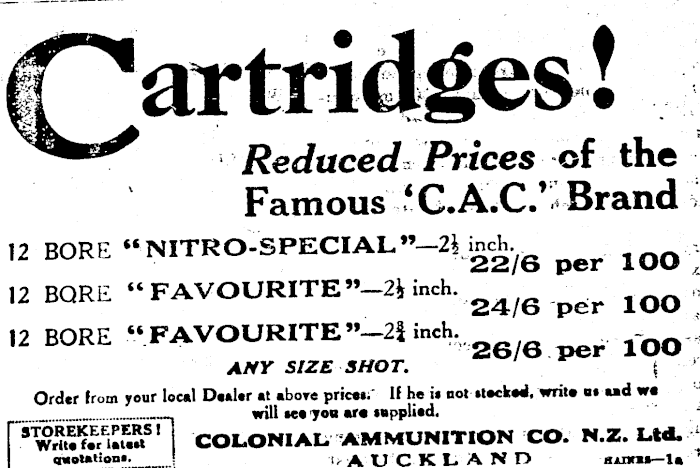 Cartridges!
Reduced Prices of the
Famous 'C.A.C.' Brand
12 BORE "NITRO-SPECIAL"—2½ inch.
22/6 per 100
12 BORE "FAVOURITE"—2½ inch.
24/6 per 100
12 BORE "FAVOURITE"—2¾ inch.
26/6 per 100
ANY SIZE SHOT.
Order from your local Dealer at above prices. If he is not stocked, write us and we
will see you are supplied.
STOREKEEPERS!
Write for latest
quotations.
COLONIAL AMMUNITION CO. N.Z. Ltd.
AUCKLAND
HAINES—1a